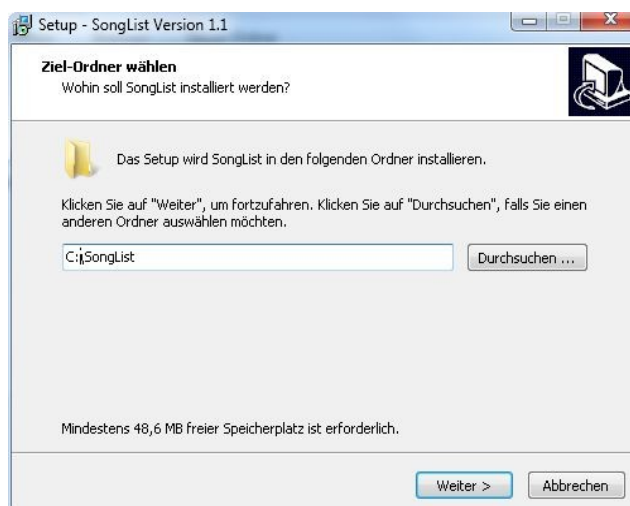 Setup - SongList Version 1.1
Ziel-Ordner wählen
Wohin soll SongList installiert werden?
Das Setup wird SongList in den folgenden Ordner installieren.
Klicken Sie auf "Weiter", um fortzufahren. Klicken Sie auf "Durchsuchen", falls Sie einen
anderen Ordner auswählen möchten.
C:\SongList
Durchsuchen ...
Mindestens 48,6 MB freier Speicherplatz ist erforderlich.
Weiter >
Abbrechen